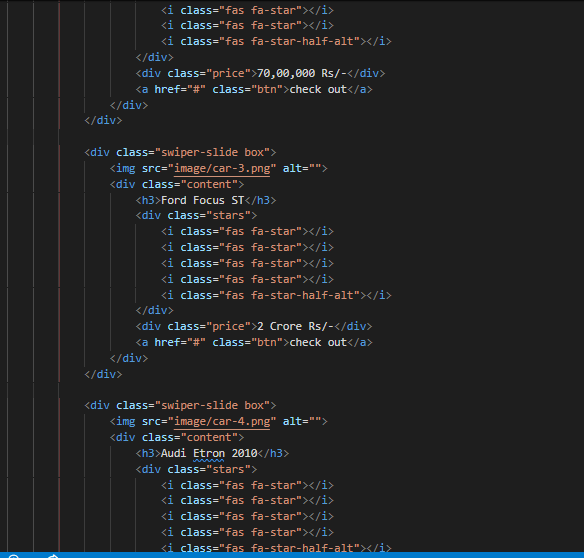 <i class="fas fa-star"></i>
<i class="fas fa-star"></i>
<i class="fas fa-star-half-alt"></i>
</div>
<div class="price">70,00,000 Rs/-</div>
<a href="#" class="btn">check out</a>
</div>
</div>
<div class="swiper-slide box">
<img src="image/car-3.png" alt="">
<div class="content">
<h3>Ford Focus ST</h3>
<div class="stars">
<i class="fas fa-star"></i>
<i class="fas fa-star"></i>
<i class="fas fa-star"></i>
<i class="fas fa-star"></i>
<i class="fas fa-star-half-alt"></i>
</div>
<div class="price">2 Crore Rs/-</div>
<a href="#" class="btn">check out</a>
</div>
</div>
<div class="swiper-slide box">
<img src="image/car-4.png" alt="">
<div class="content">
<h3>Audi Etron 2010</h3>
<div class="stars">
<i class="fas fa-star"></i>
<i class="fas fa-star"></i>
<i class="fas fa-star"></i>
<i class="fas fa-star"></i>
<i class="fas fa-star-half-alt"></i>